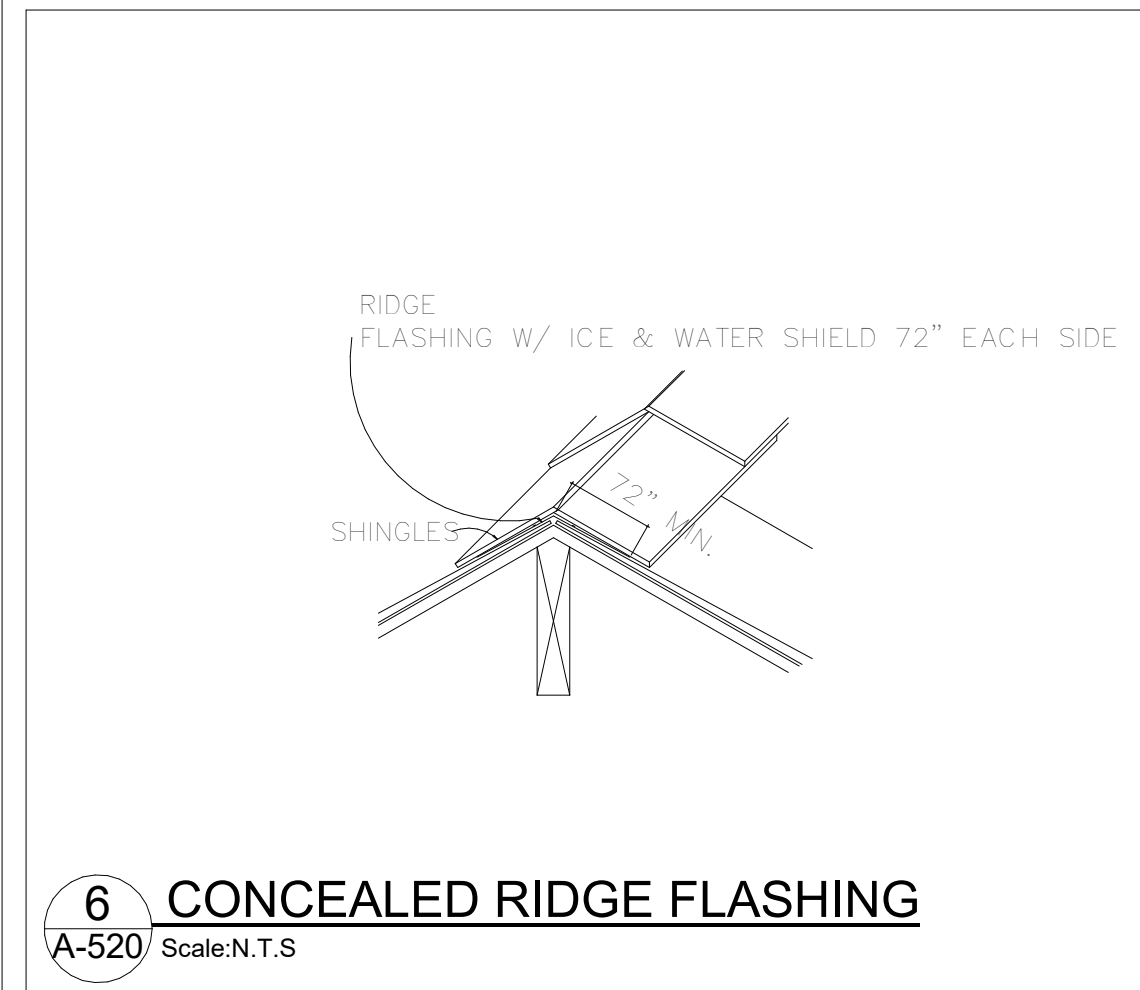 RIDGE
FLASHING W/ ICE & WATER SHIELD 72” EACH SIDE
72” MIN.
SHINGLES
6
A-520
CONCEALED RIDGE FLASHING
Scale:N.T.S